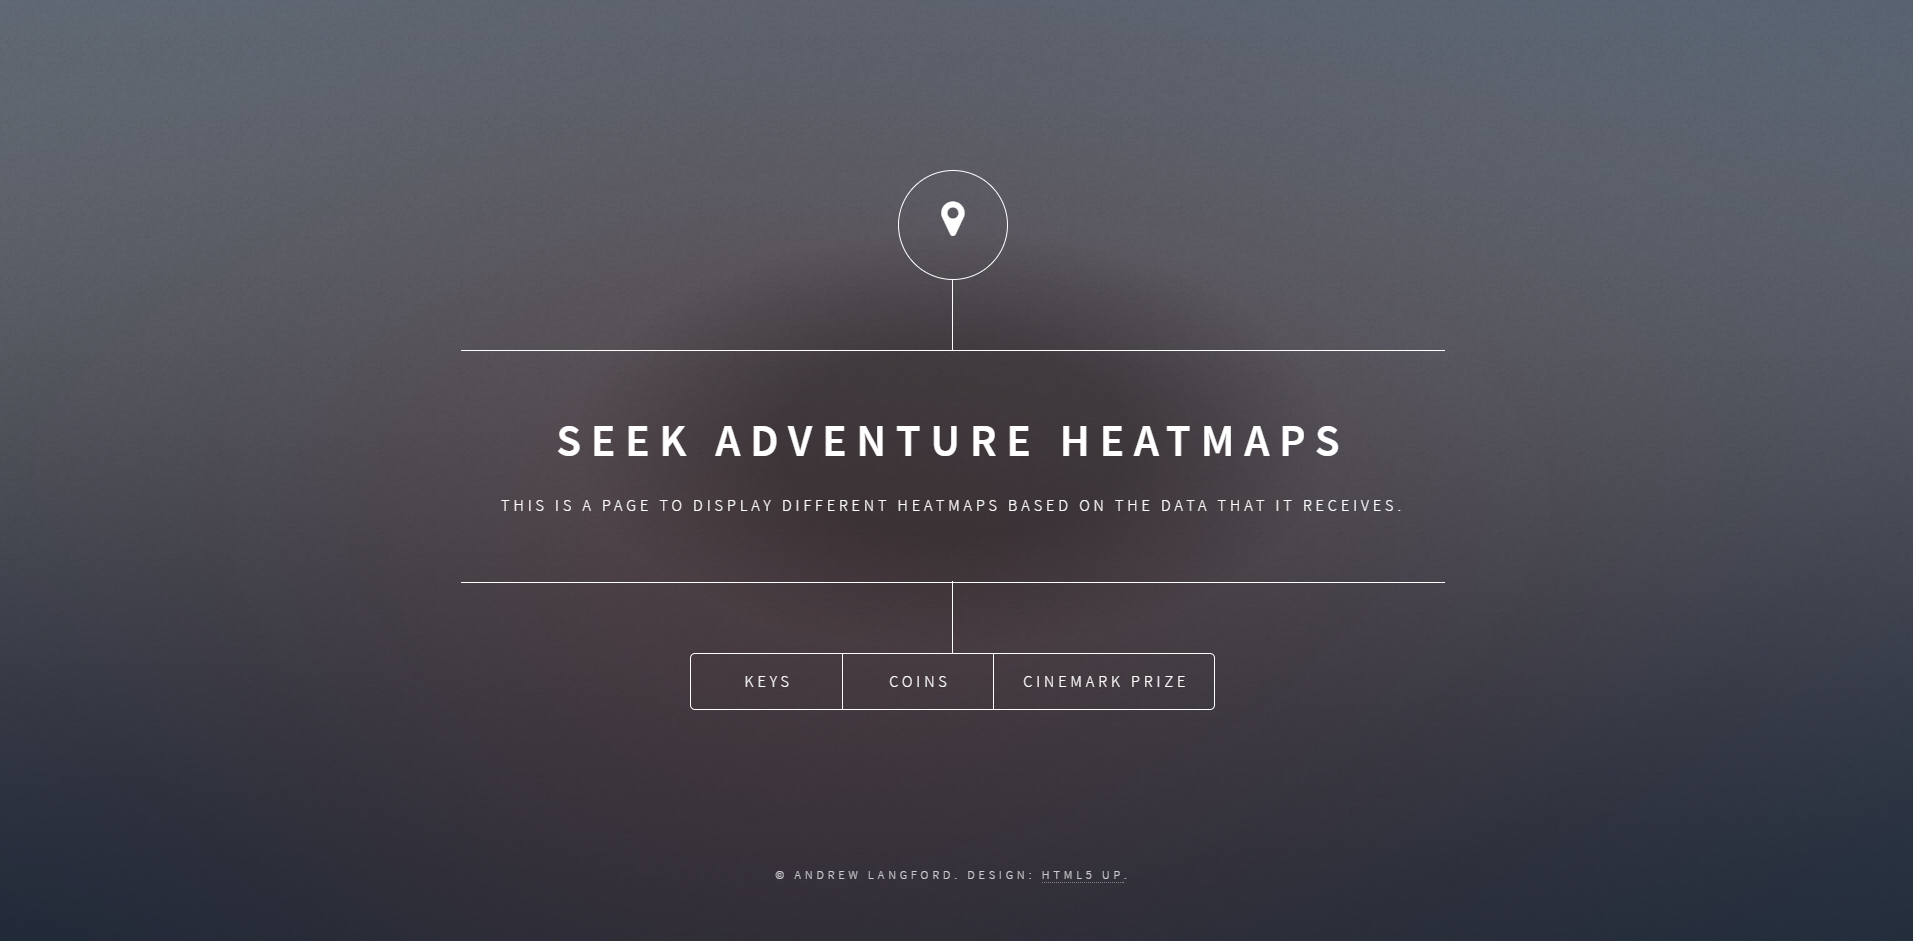 SEEK ADVENTURE HEATMAPS
THIS IS A PAGE TO DISPLAY DIFFERENT HEATMAPS BASED ON THE DATA THAT IT RECEIVES.
KEYS
COINS
CINEMARK PRIZE
© ANDREW LANGFORD. DESIGN: HTML5 UP.